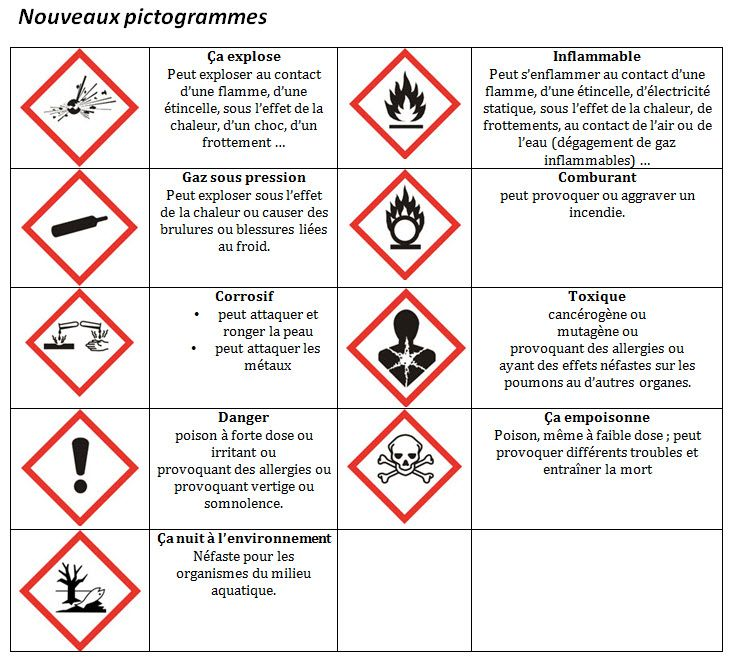 Nouveaux pictogrammes
Ça explose
Peut exploser au contact
d'une flamme, d'une
étincelle, sous l'effet de la
chaleur, d'un choc, d'un
frottement …
Inflammable
Peut s'enflammer au contact d'une
flamme, d'une étincelle, d'électricité
statique, sous l'effet de la chaleur, de
frottements, au contact de l'air ou de
l'eau (dégagement de gaz
inflammables) …
Gaz sous pression
Peut exploser sous l'effet
de la chaleur ou causer des
brulures ou blessures liées
au froid.
Comburant
peut provoquer ou aggraver un
incendie.
Corrosif
• peut attaquer et
ronger la peau
• peut attaquer les
métaux
Toxique
cancérogène ou
mutagène ou
provoquant des allergies ou
ayant des effets néfastes sur les
poumons au d'autres organes.
Danger
poison à forte dose ou
irritant ou
provoquant des allergies ou
provoquant vertige ou
somnolence.
Ça empoisonne
Poison, même à faible dose ; peut
provoquer différents troubles et
entraîner la mort
Ça nuit à l'environnement
Néfaste pour les
organismes du milieu
aquatique.